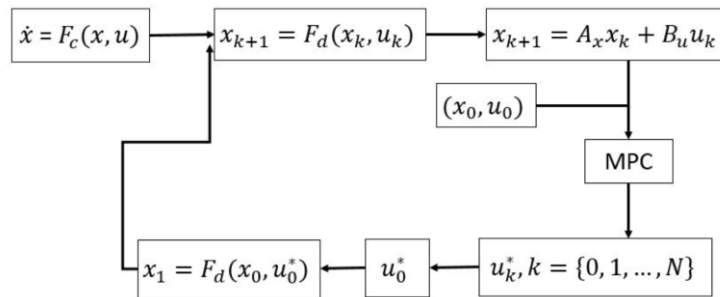 ẋ = F_c(x, u)
x_{k+1} = F_d(x_k, u_k)
x_{k+1} = A_x x_k + B_u u_k
(x_0, u_0)
MPC
u_k^*, k = {0, 1, …, N}
u_0^*
x_1 = F_d(x_0, u_0^*)